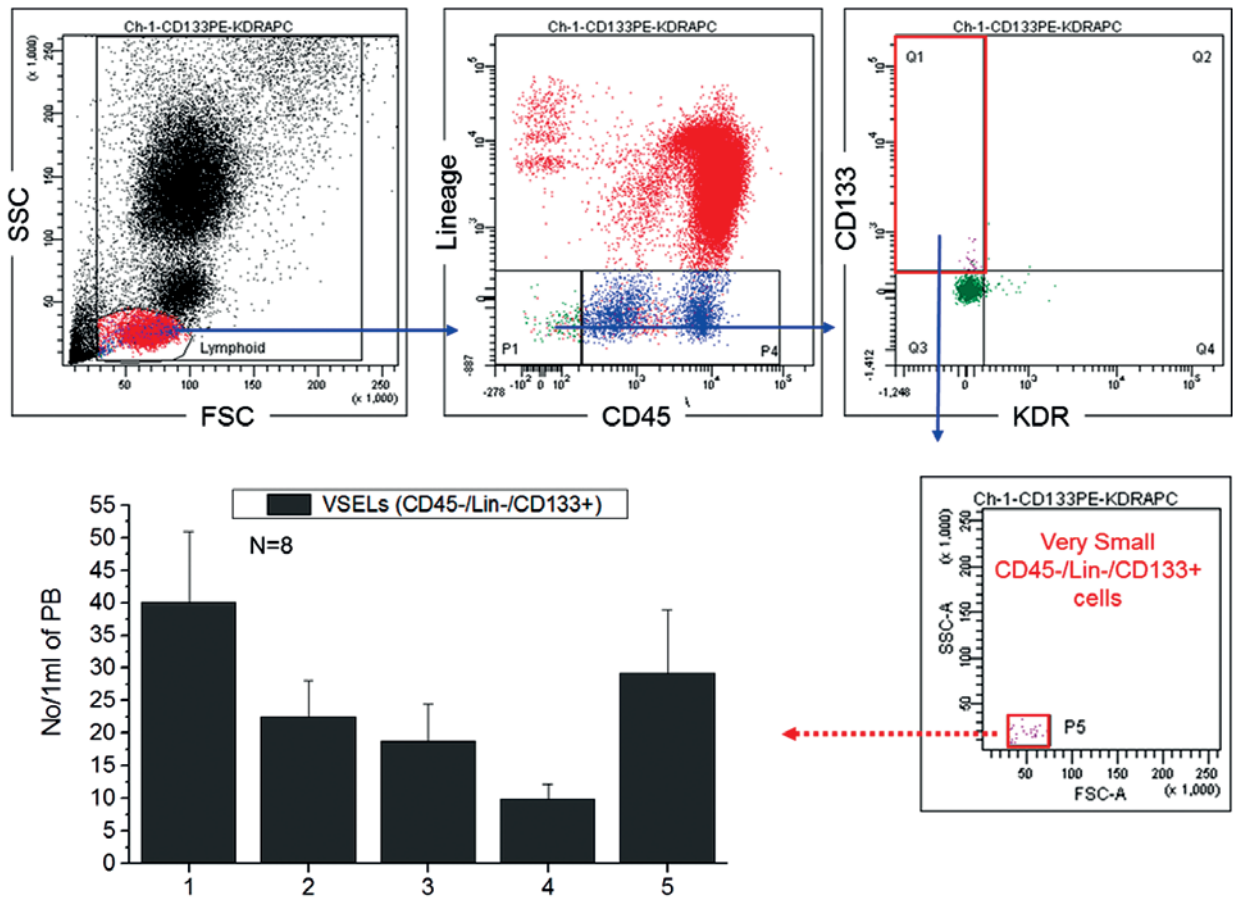 Ch-1-CD133PE-KDRAPC
(x 1,000)
250
200
150
100
50
SSC
Lymphoid
50 100 150 200 250
(x 1,000)
FSC
Ch-1-CD133PE-KDRAPC
10^5
10^4
10^3
0
-887
Lineage
P1
P4
-278
-10^2 0 10^2 10^3 10^4 10^5
CD45
Ch-1-CD133PE-KDRAPC
Q1
Q2
10^5
10^4
10^3
0
-1,412
CD133
Q3
Q4
-1,248
0 10^3 10^4 10^5
KDR
VSELs (CD45-/Lin-/CD133+)
N=8
55
50
45
40
35
30
25
20
15
10
5
0
No/1ml of PB
1 2 3 4 5
Ch-1-CD133PE-KDRAPC
(x 1,000)
250
200
150
100
50
SSC-A
Very Small
CD45-/Lin-/CD133+
cells
P5
50 100 150 200 250
FSC-A
(x 1,000)